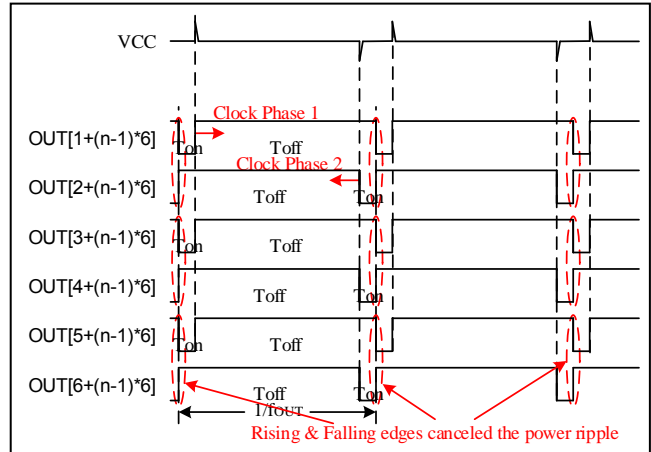 VCC
Clock Phase 1
OUT[1+(n-1)*6] Ton Toff
Clock Phase 2
OUT[2+(n-1)*6] Toff Ton
OUT[3+(n-1)*6] Ton Toff
OUT[4+(n-1)*6] Toff Ton
OUT[5+(n-1)*6] Ton Toff
OUT[6+(n-1)*6] Toff Ton
1/fOUT
Rising & Falling edges canceled the power ripple